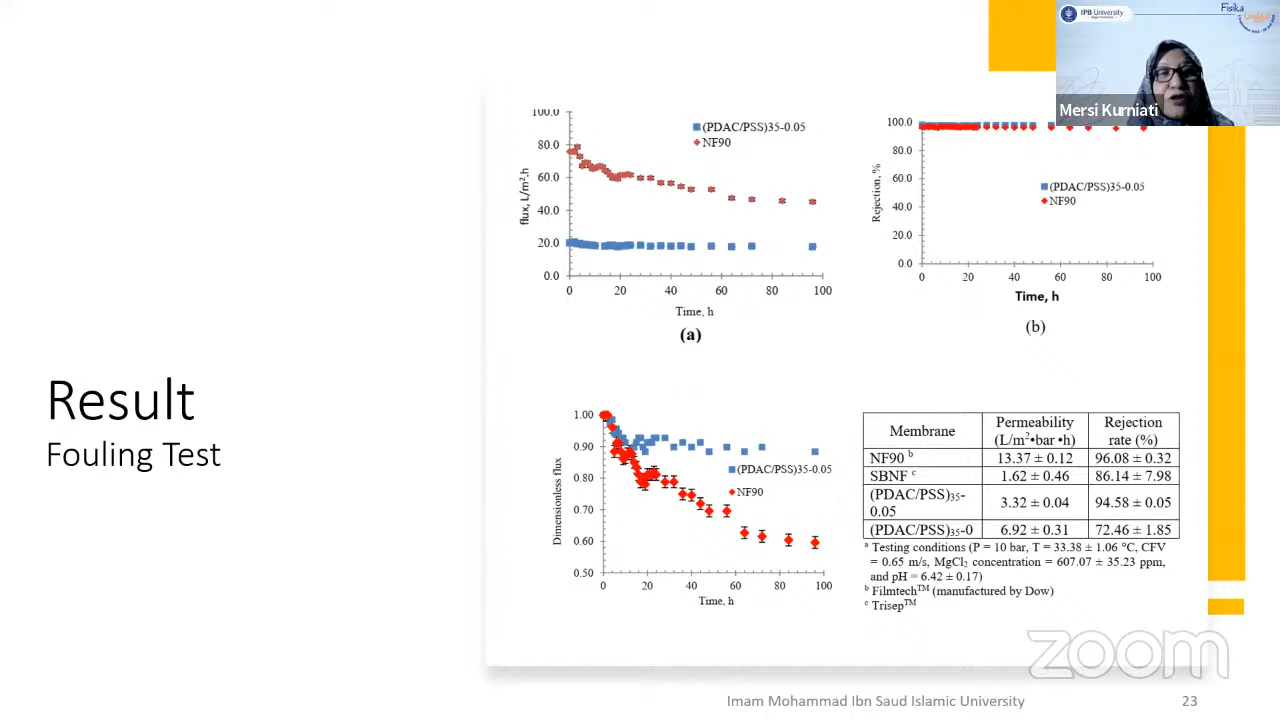 IPB University
Fisika
Mersi Kurniati
Result
Fouling Test
100.0
80.0
60.0
40.0
20.0
0.0
flux, L/m².h
(PDAC/PSS)35-0.05
NF90
0 20 40 60 80 100
Time, h
(a)
100.0
80.0
60.0
40.0
20.0
0.0
Rejection, %
(PDAC/PSS)35-0.05
NF90
0 20 40 60 80 100
Time, h
(b)
1.00
0.90
0.80
0.70
0.60
0.50
Dimensionless flux
(PDAC/PSS)35-0.05
NF90
0 20 40 60 80 100
Time, h
Membrane Permeability (L/m²•bar •h) Rejection rate (%)
NF90 ᵇ 13.37 ± 0.12 96.08 ± 0.32
SBNF ᶜ 1.62 ± 0.46 86.14 ± 7.98
(PDAC/PSS)₃₅-0.05 3.32 ± 0.04 94.58 ± 0.05
(PDAC/PSS)₃₅-0 6.92 ± 0.31 72.46 ± 1.85
ᵃ Testing conditions (P = 10 bar, T = 33.38 ± 1.06 °C, CFV
= 0.65 m/s, MgCl₂ concentration = 607.07 ± 35.23 ppm,
and pH = 6.42 ± 0.17)
ᵇ Filmtech™ (manufactured by Dow)
ᶜ Trisep™
zoom
Imam Mohammad Ibn Saud Islamic University
23